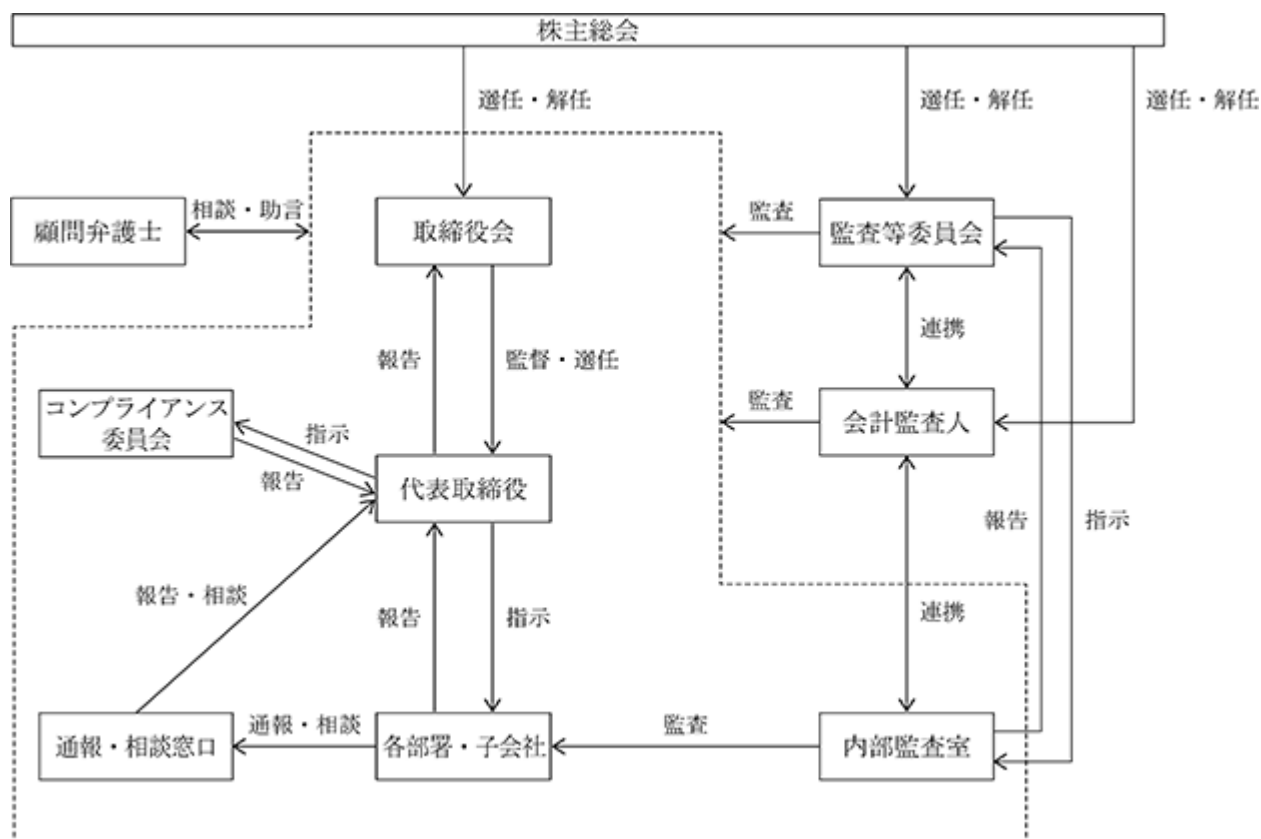 株主総会
選任・解任
選任・解任
選任・解任
顧問弁護士
相談・助言
取締役会
監査
監査等委員会
報告
監督・選任
連携
コンプライアンス
委員会
指示
報告
代表取締役
監査
会計監査人
報告
指示
報告・相談
報告
指示
連携
通報・相談窓口
通報・相談
各部署・子会社
監査
内部監査室